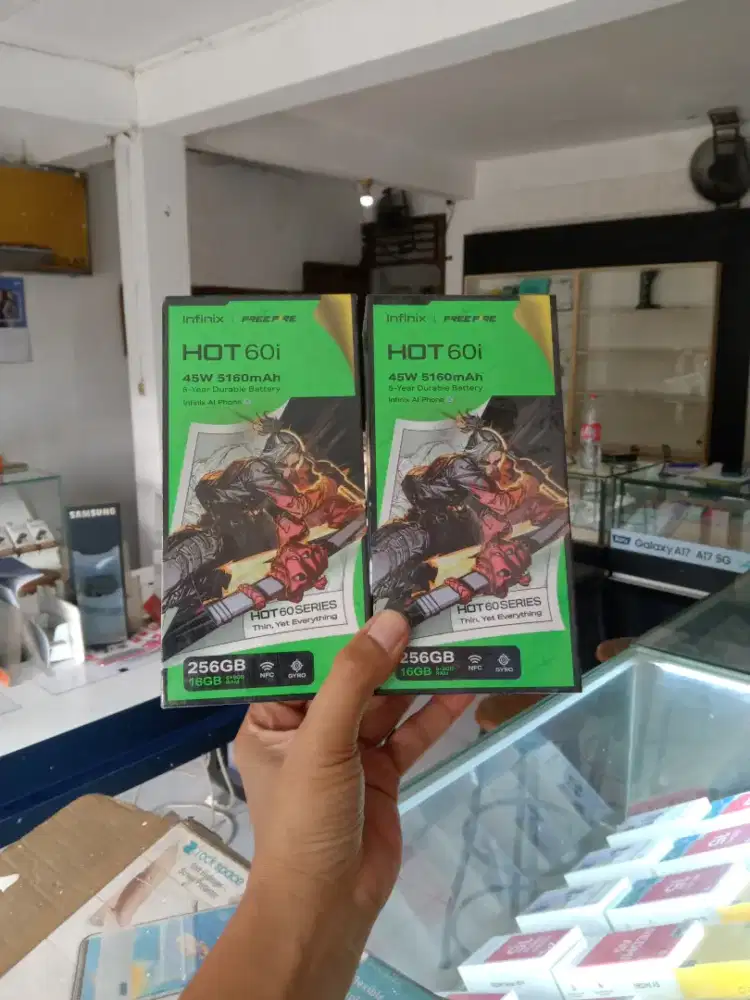 Infinix | FREE FIRE
HOT 60i
45W 5160mAh
5-Year Durable Battery
Infinix AI Phone
HOT 60 SERIES
Thin, Yet Everything
256GB
16GB
NFC
GYRO
Infinix | FREE FIRE
HOT 60i
45W 5160mAh
5-Year Durable Battery
Infinix AI Phone
HOT 60 SERIES
Thin, Yet Everything
256GB
16GB
NFC
GYRO
SAMSUNG
Galaxy A17 A17 5G